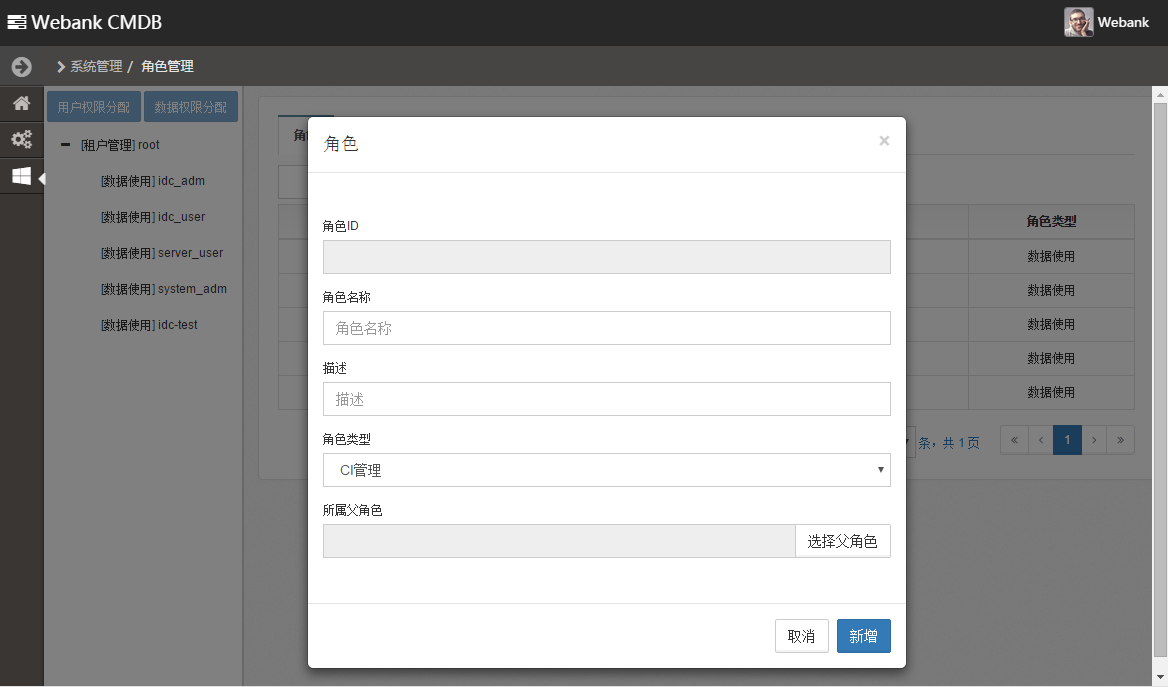 Webank CMDB
Webank
系统管理 / 角色管理
用户权限分配 数据权限分配
[租户管理] root
[数据使用] idc_adm
[数据使用] idc_user
[数据使用] server_user
[数据使用] system_adm
[数据使用] idc-test
角色
×
角色ID
角色名称
角色名称
描述
描述
角色类型
CI管理
所属父角色
选择父角色
取消 新增
角色类型
数据使用
数据使用
数据使用
数据使用
数据使用
条，共 1 页
« ‹ 1 › »